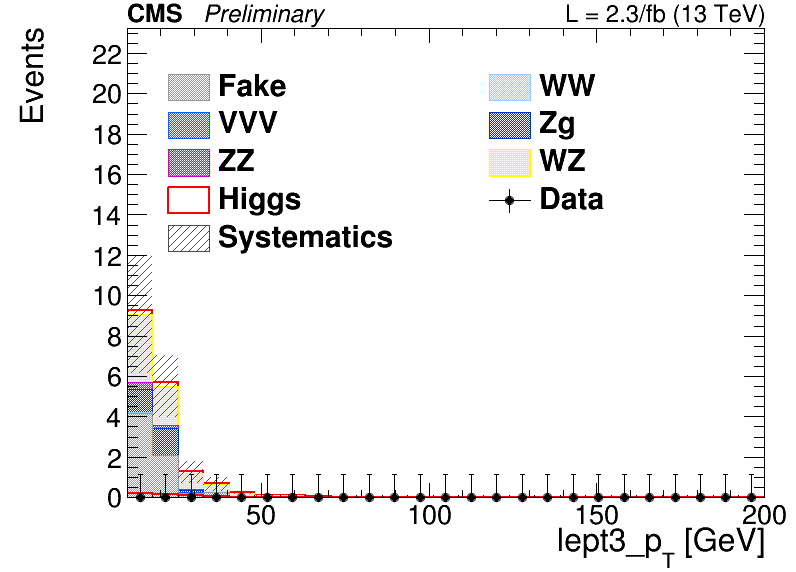 CMS Preliminary L = 2.3/fb (13 TeV)
Events
22
20
18
16
14
12
10
8
6
4
2
0
Fake WW
VVV Zg
ZZ WZ
Higgs Data
Systematics
50 100 150 200
lept3_p_T [GeV]